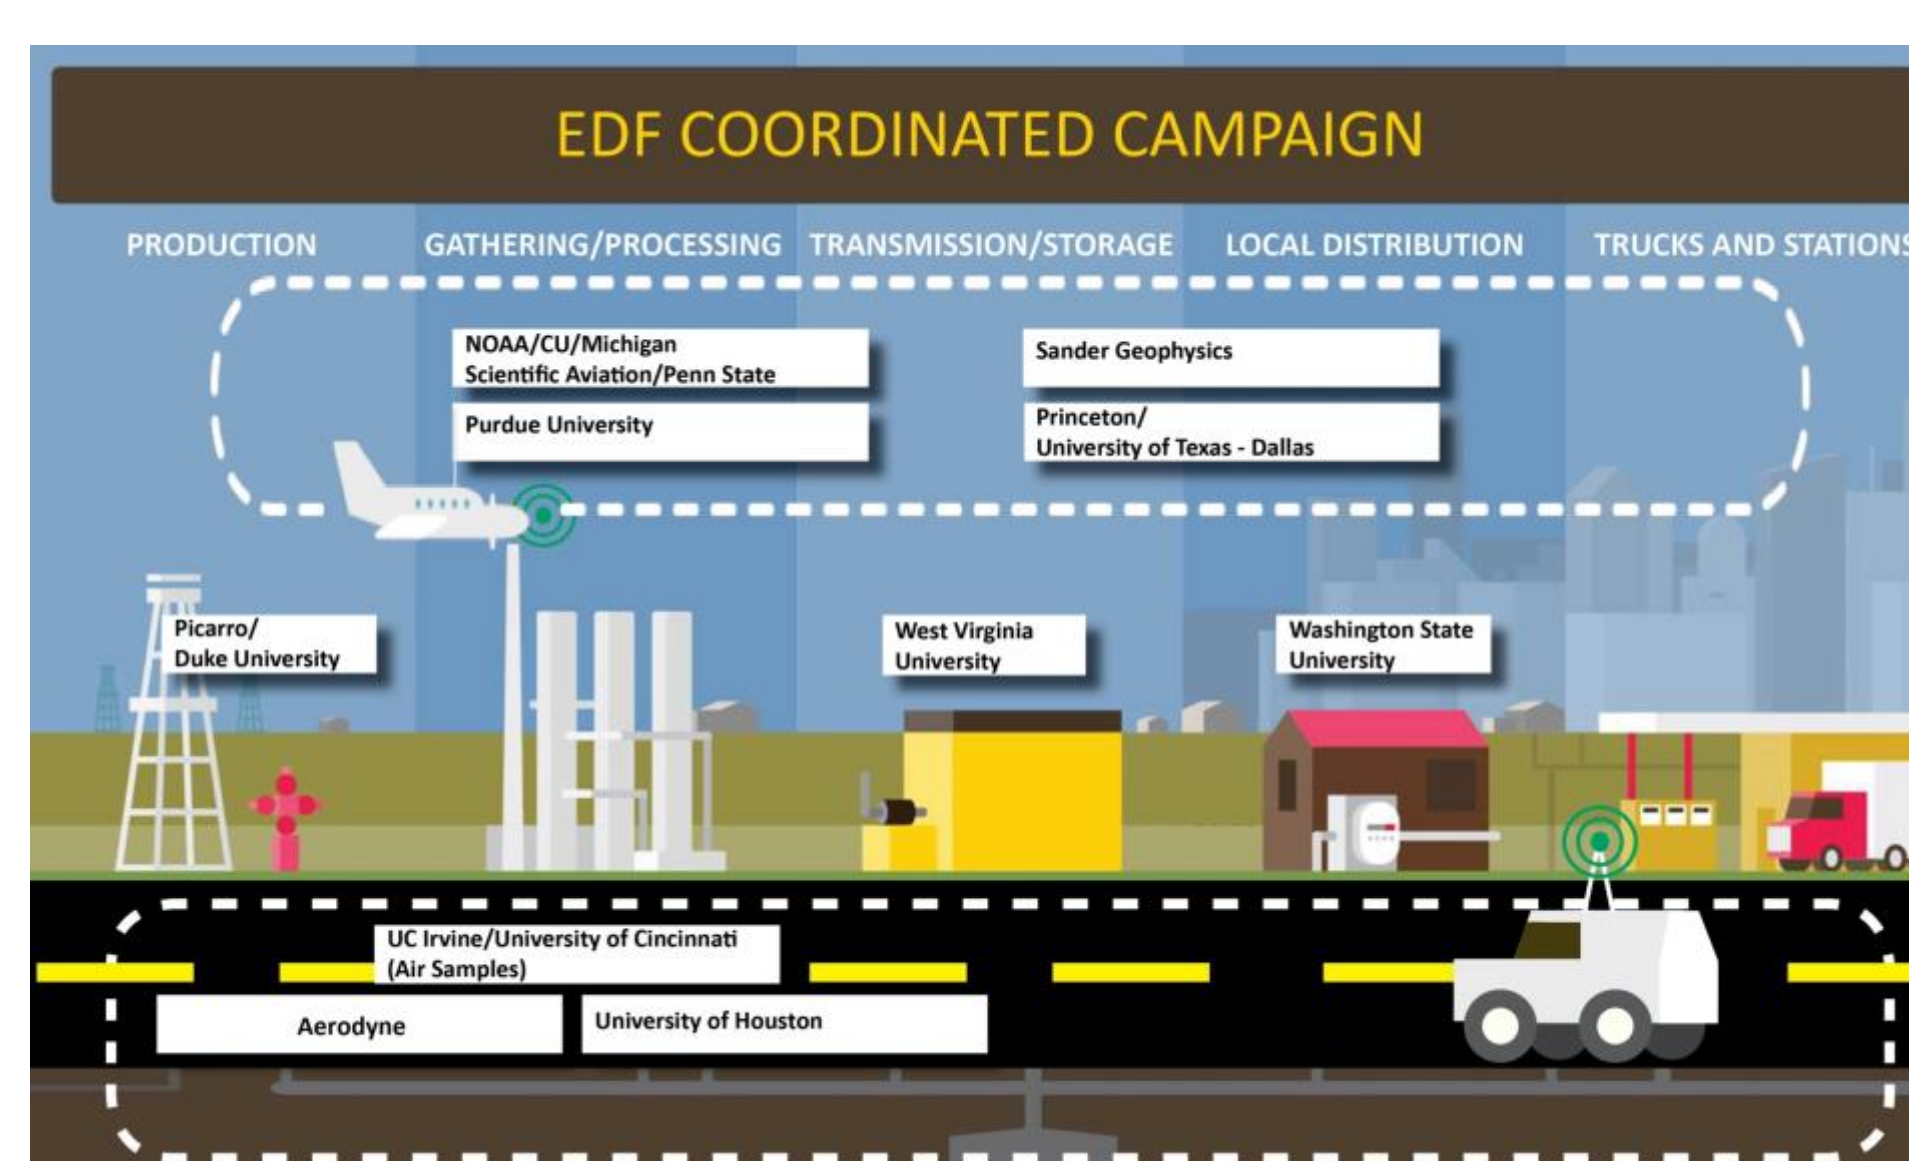 EDF COORDINATED CAMPAIGN
PRODUCTION
GATHERING/PROCESSING
TRANSMISSION/STORAGE
LOCAL DISTRIBUTION
TRUCKS AND STATIONS
NOAA/CU/Michigan
Scientific Aviation/Penn State
Sander Geophysics
Purdue University
Princeton/
University of Texas - Dallas
Picarro/
Duke University
West Virginia
University
Washington State
University
UC Irvine/University of Cincinnati
(Air Samples)
Aerodyne
University of Houston